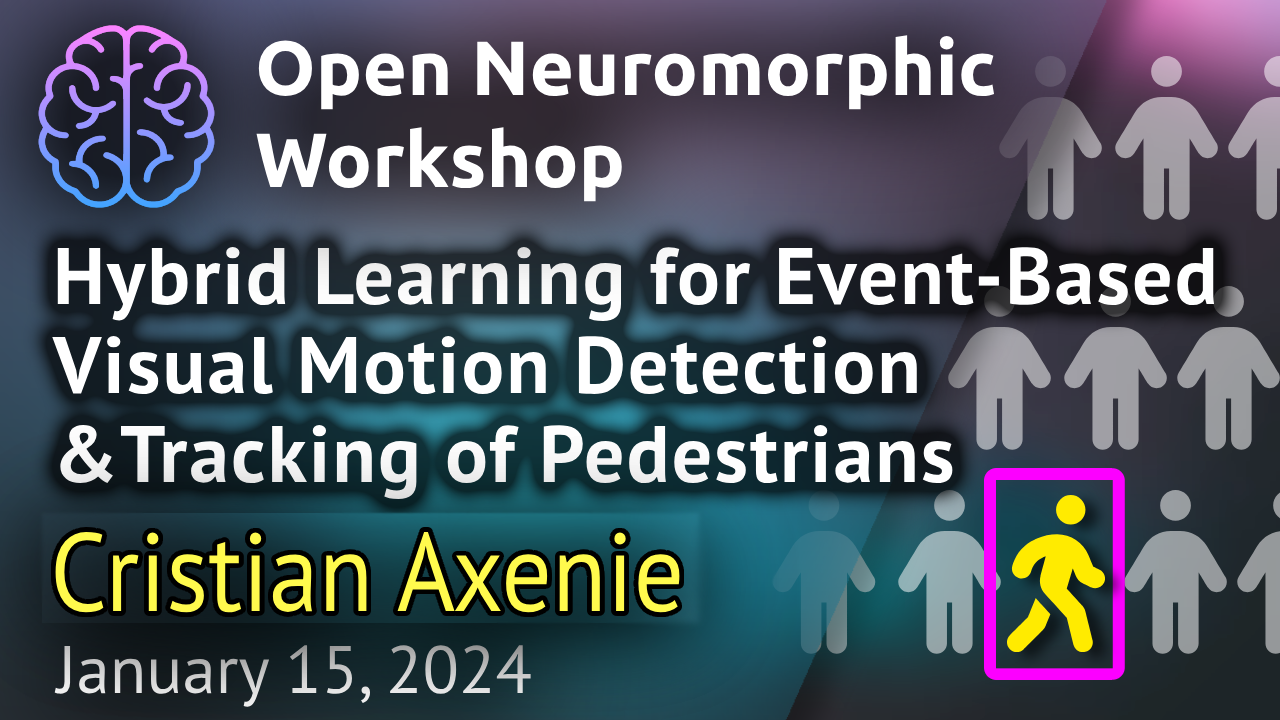 Open Neuromorphic
Workshop
Hybrid Learning for Event-Based
Visual Motion Detection
&Tracking of Pedestrians
Cristian Axenie
January 15, 2024